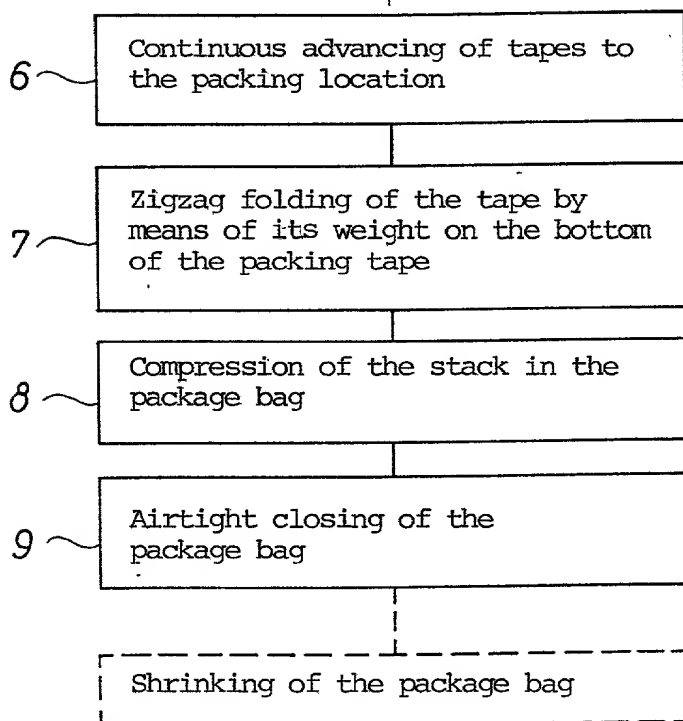 6
Continuous advancing of tapes to
the packing location
7
Zigzag folding of the tape by
means of its weight on the bottom
of the packing tape
8
Compression of the stack in the
package bag
9
Airtight closing of the
package bag
Shrinking of the package bag